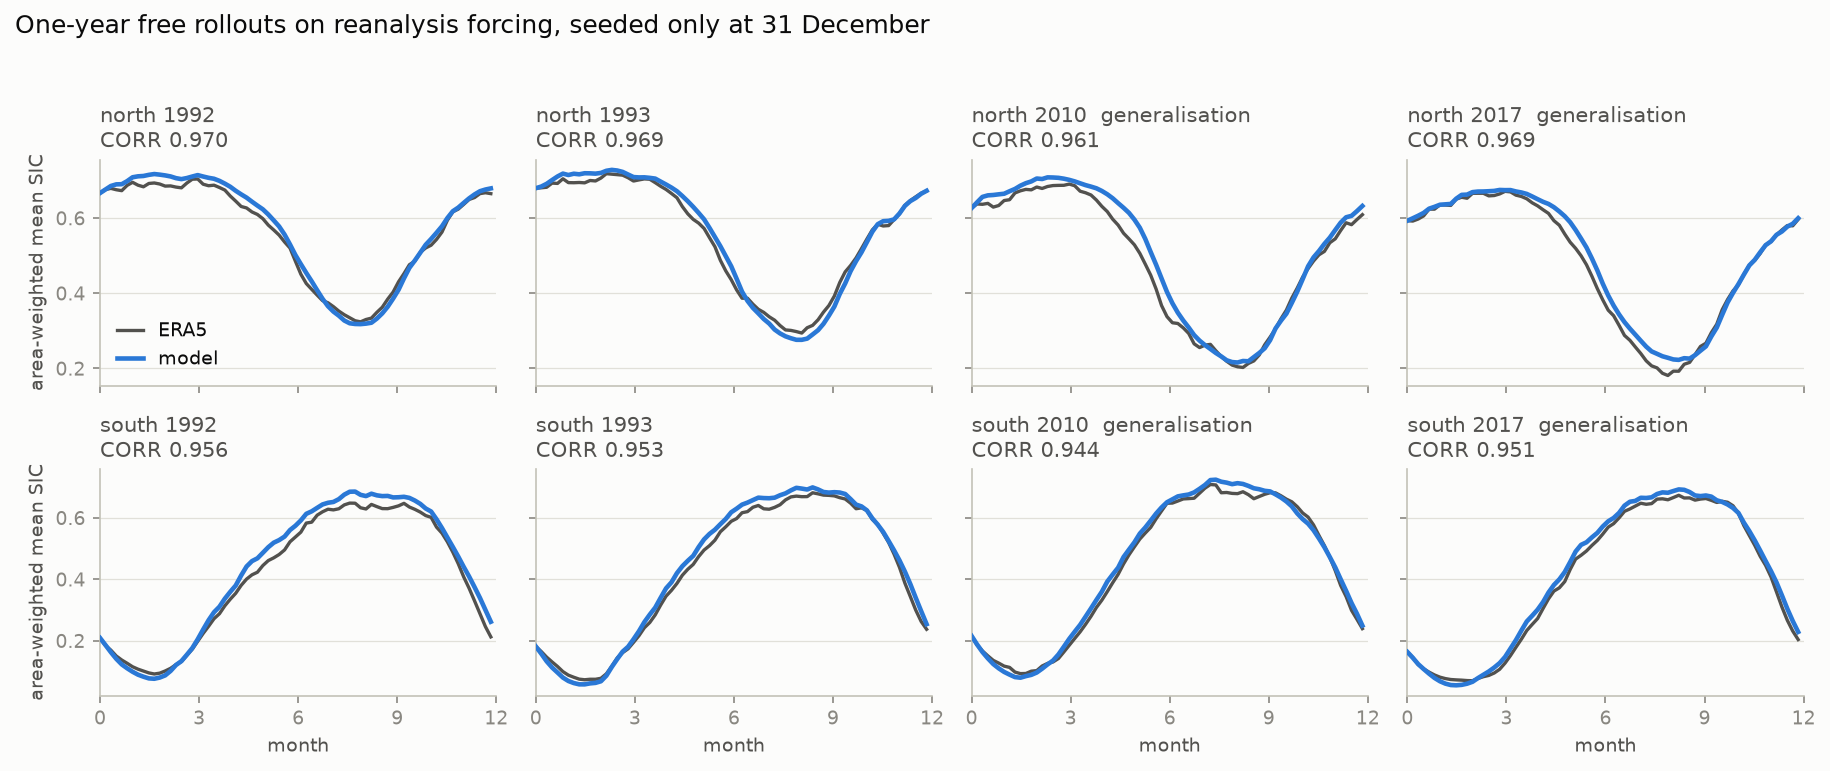 One-year free rollouts on reanalysis forcing, seeded only at 31 December
north 1992
CORR 0.970
north 1993
CORR 0.969
north 2010  generalisation
CORR 0.961
north 2017  generalisation
CORR 0.969
area-weighted mean SIC
0.6
0.4
0.2
ERA5
model
south 1992
CORR 0.956
south 1993
CORR 0.953
south 2010  generalisation
CORR 0.944
south 2017  generalisation
CORR 0.951
area-weighted mean SIC
0.6
0.4
0.2
0 3 6 9 12
0 3 6 9 12
0 3 6 9 12
0 3 6 9 12
month
month
month
month